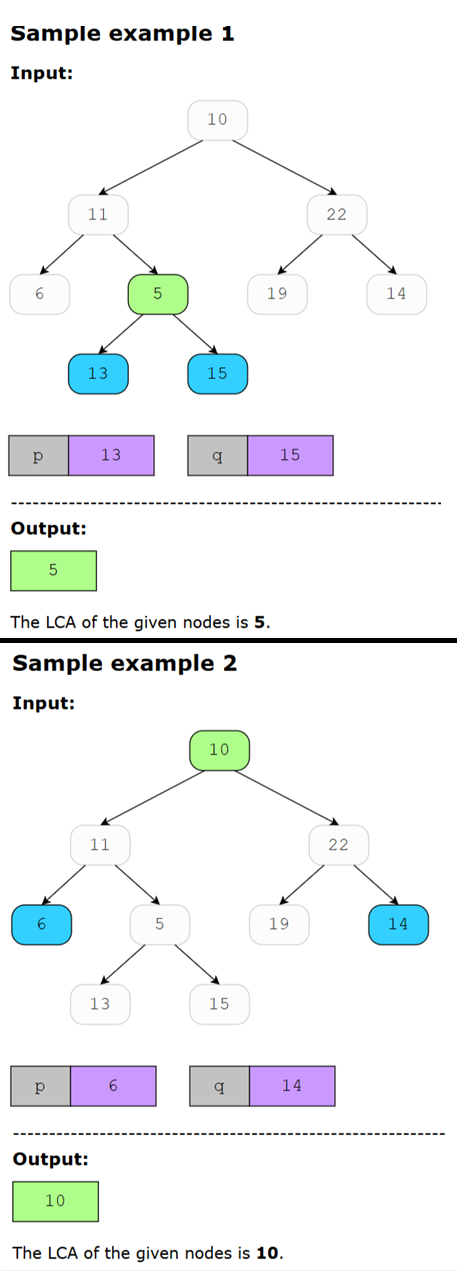 Sample example 1
Input:
10
11 22
6 5 19 14
13 15
p 13 q 15
Output:
5
The LCA of the given nodes is 5.
Sample example 2
Input:
10
11 22
6 5 19 14
13 15
p 6 q 14
Output:
10
The LCA of the given nodes is 10.